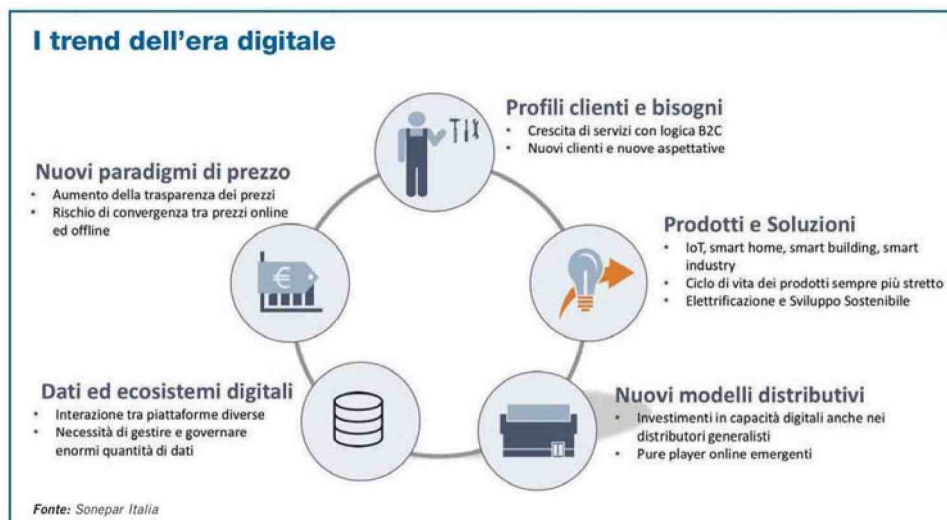 I trend dell'era digitale
Profili clienti e bisogni
• Crescita di servizi con logica B2C
• Nuovi clienti e nuove aspettative
Nuovi paradigmi di prezzo
• Aumento della trasparenza dei prezzi
• Rischio di convergenza tra prezzi online
ed offline
€
Prodotti e Soluzioni
• IoT, smart home, smart building, smart
industry
• Ciclo di vita dei prodotti sempre più stretto
• Elettrificazione e Sviluppo Sostenibile
Dati ed ecosistemi digitali
• Interazione tra piattaforme diverse
• Necessità di gestire e governare
enormi quantità di dati
Nuovi modelli distributivi
• Investimenti in capacità digitali anche nei
distributori generalisti
• Pure player online emergenti
Fonte: Sonepar Italia